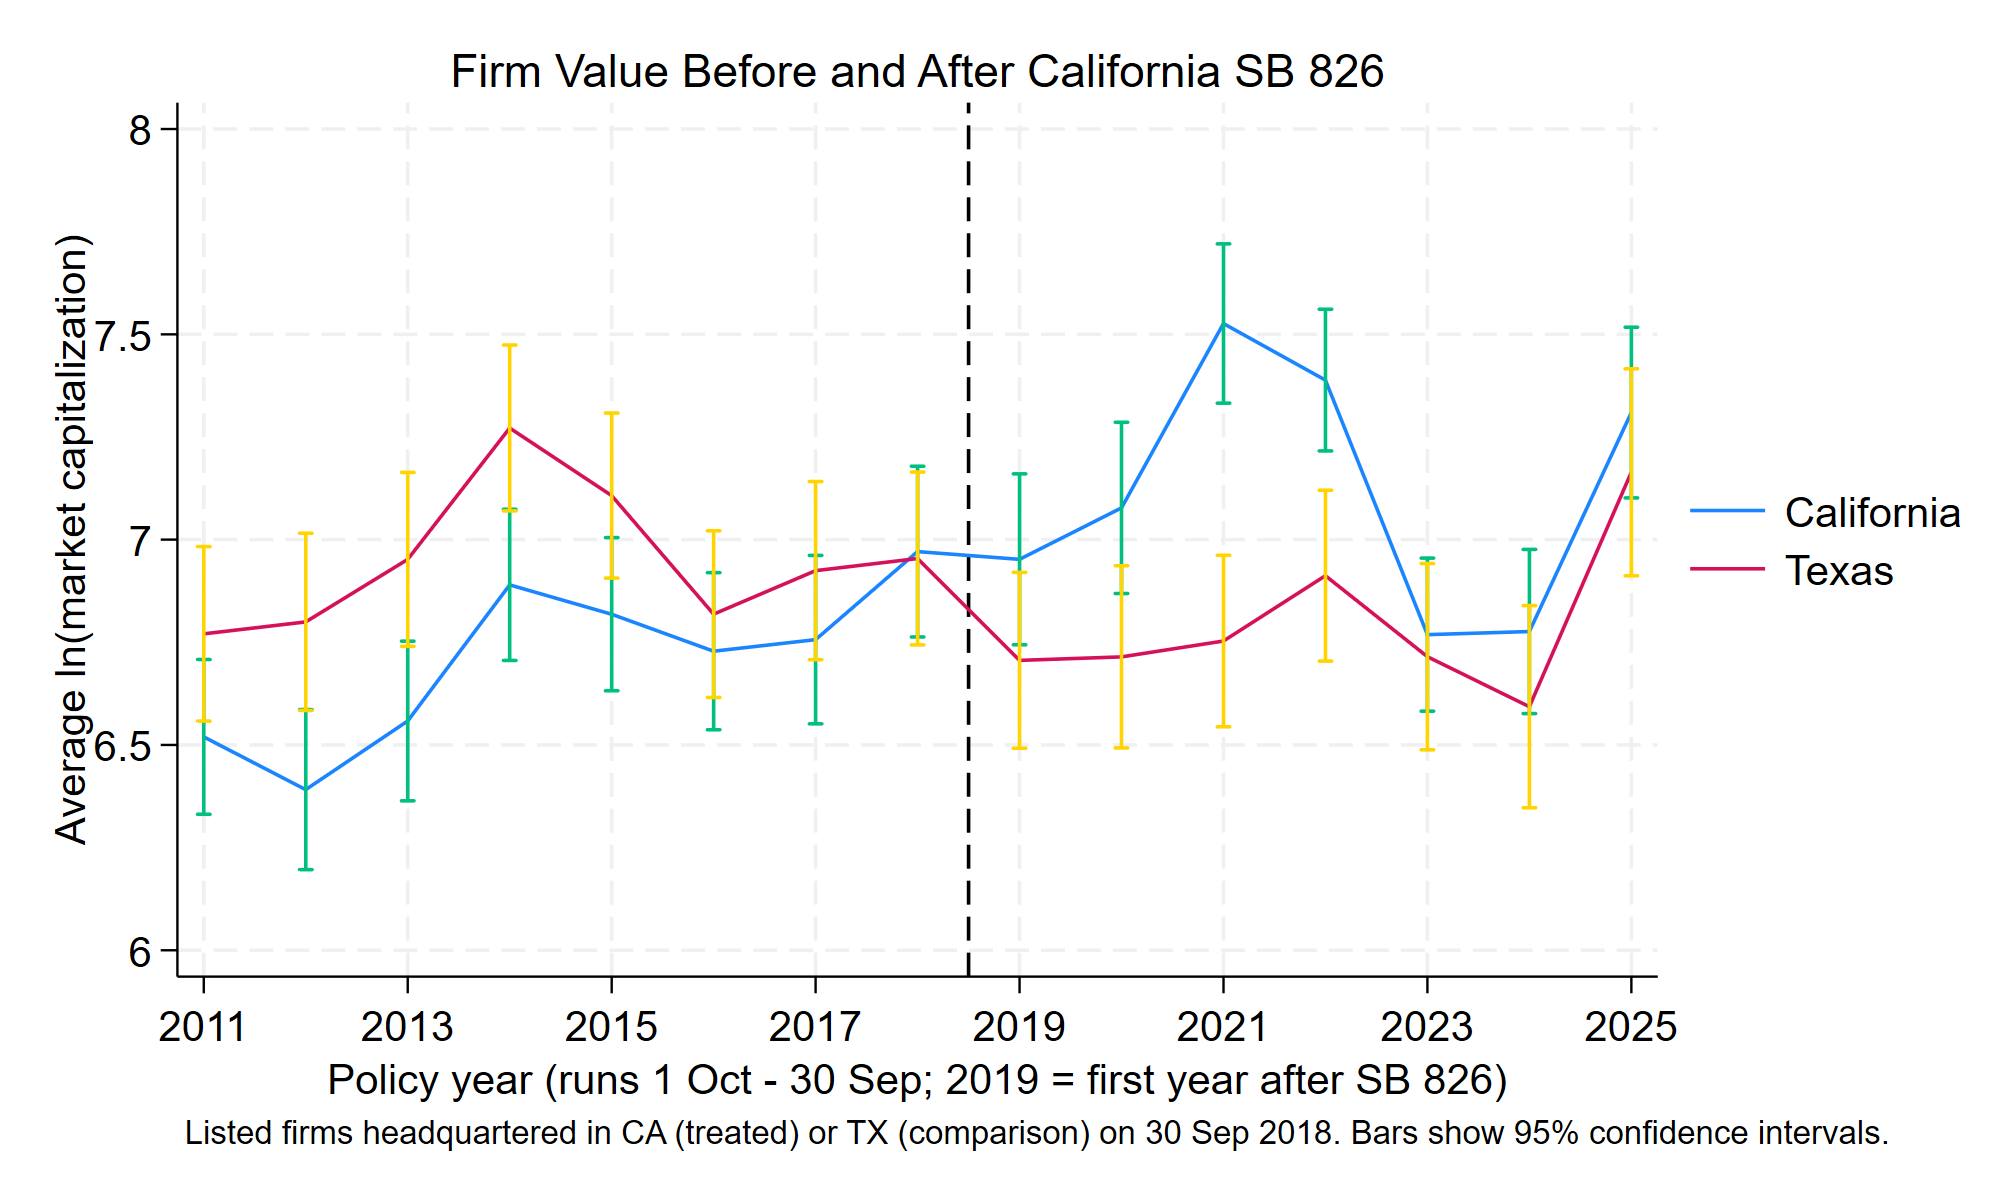 Firm Value Before and After California SB 826
Average ln(market capitalization)
8
7.5
7
6.5
6
2011 2013 2015 2017 2019 2021 2023 2025
Policy year (runs 1 Oct - 30 Sep; 2019 = first year after SB 826)
California
Texas
Listed firms headquartered in CA (treated) or TX (comparison) on 30 Sep 2018. Bars show 95% confidence intervals.